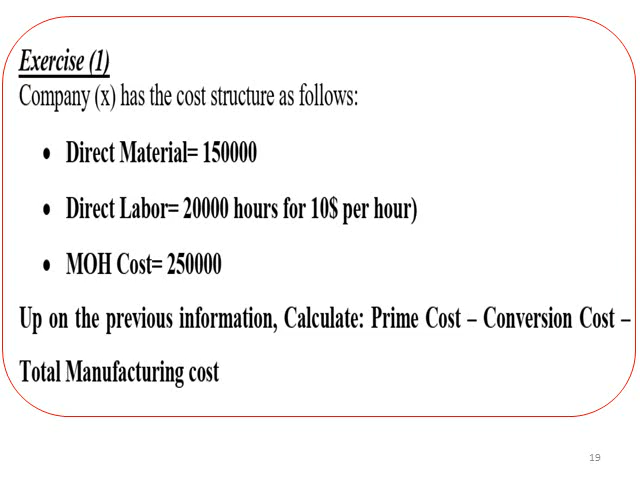 Exercise (1)
Company (x) has the cost structure as follows:
• Direct Material= 150000
• Direct Labor= 20000 hours for 10$ per hour)
• MOH Cost= 250000
Up on the previous information, Calculate: Prime Cost – Conversion Cost –
Total Manufacturing cost
19